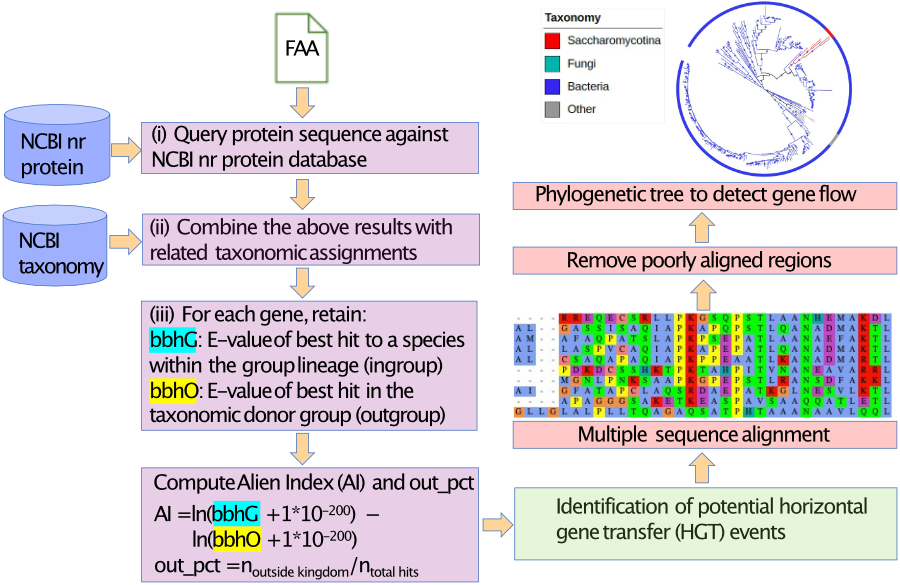 FAA
NCBI nr
protein
(i) Query protein sequence against
NCBI nr protein database
NCBI
taxonomy
(ii) Combine the above results with
related taxonomic assignments
(iii) For each gene, retain:
bbhG: E–value of best hit to a species
within the group lineage (ingroup)
bbhO: E–value of best hit in the
taxonomic donor group (outgroup)
Compute Alien Index (AI) and out_pct
AI =ln(bbhG +1*10⁻²⁰⁰) –
ln(bbhO +1*10⁻²⁰⁰)
out_pct =n_outside kingdom/n_total hits
Identification of potential horizontal
gene transfer (HGT) events
Multiple sequence alignment
- - - - R R E Q E C S K L L P K G S Q P S T L A A N H E M A K D L
A L - - G A S S I S A Q I A P K A P Q P S T L Q A N A D M A K T L
A M - - A F A Q P A T S L A P K P S E P A T L A A N A E M A K T L
A L - - L A S P V C A Q I A P K A P E P A T L Q A N A D M A K T L
A L - - C S A Q A P A Q I A P K P E E A A T L K A N A D M A K T L
- - - - P D K D C S S H K T P K T A H P I T V N A N E A V A R R L
- - - - M G N L P N K S A A P K G P E P S T L K A N S D F A K K L
A I - - G F A T A P C L A Q S R D A E P A T K G L N E S V A K T L
- - - - A P A G G G S A K E T K E A S P A V S A A Q Q A T L E T L
G L L G L A L P L L T Q A G A Q S A T P H T A A A N A A V L Q Q L
Remove poorly aligned regions
Phylogenetic tree to detect gene flow
Taxonomy
Saccharomycotina
Fungi
Bacteria
Other